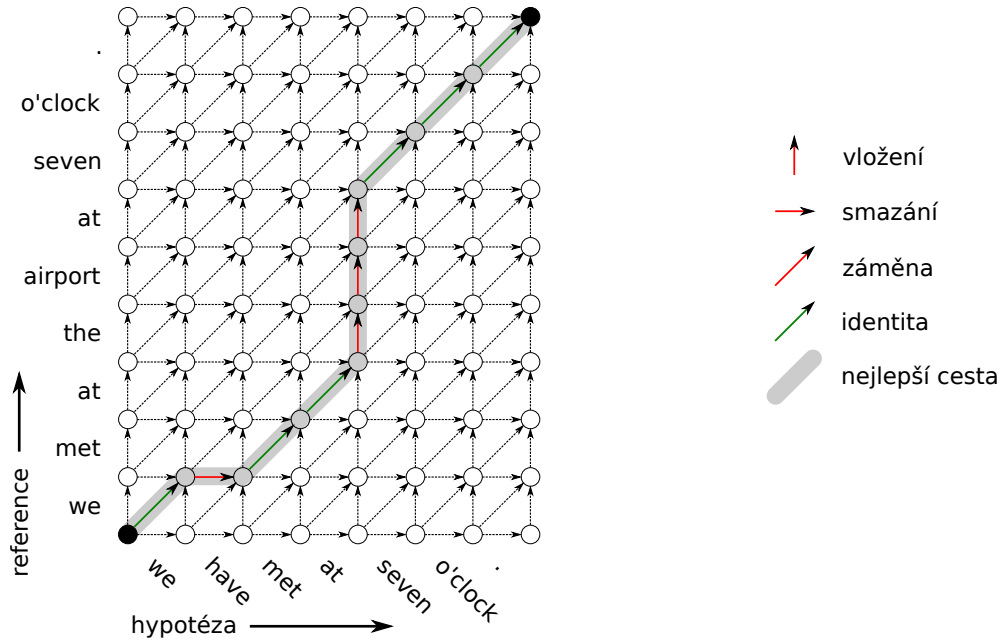 .
o'clock
seven
at
airport
the
at
met
we
reference
we
have
met
at
seven
o'clock
.
hypotéza
vložení
smazání
záměna
identita
nejlepší cesta